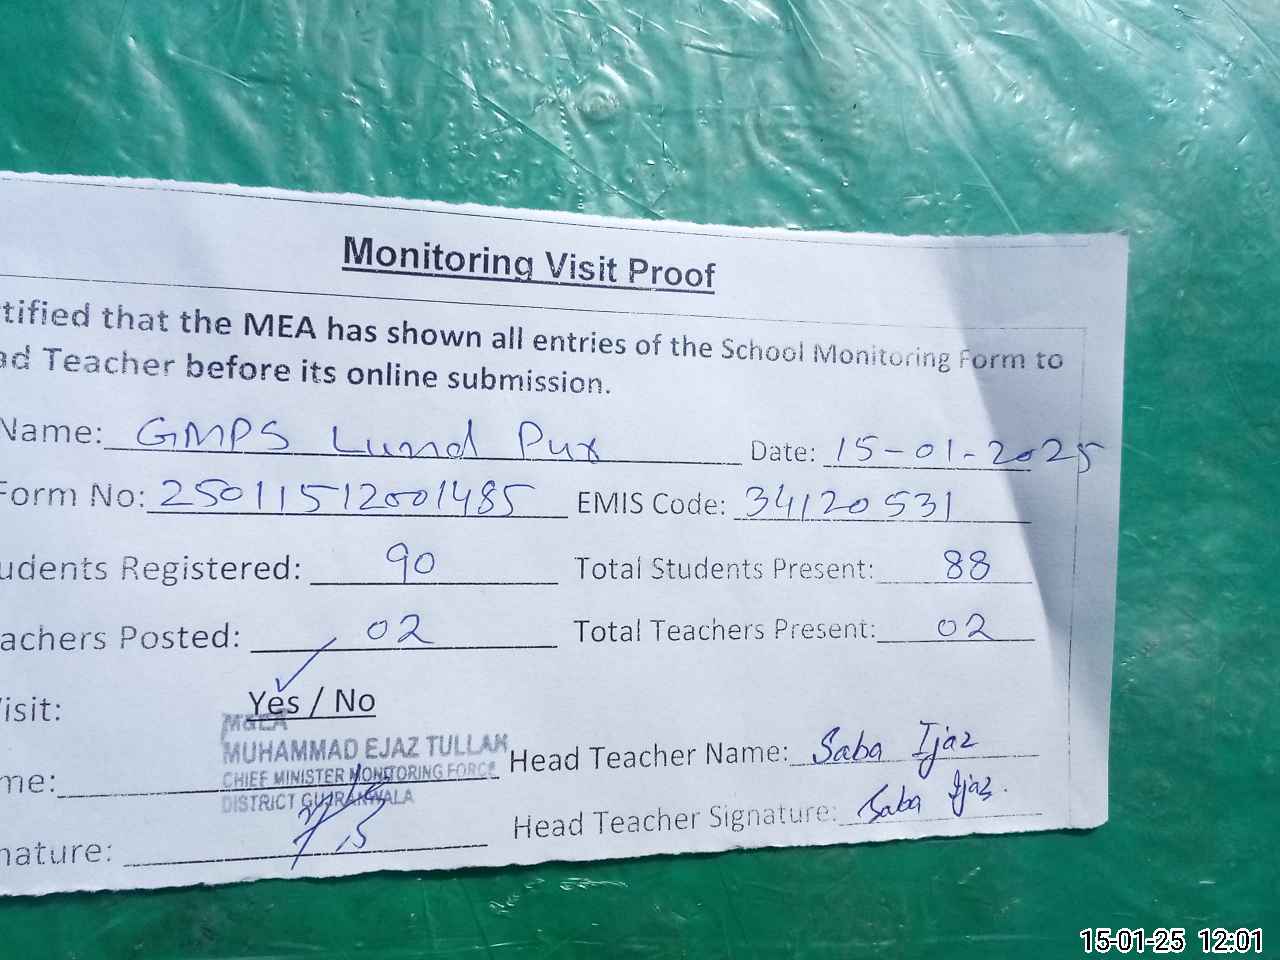 Monitoring Visit Proof
tified that the MEA has shown all entries of the School Monitoring Form to
ad Teacher before its online submission.
Name: GMPS Lund Pur Date: 15-01-2025
Form No: 25011512001485 EMIS Code: 34120531
udents Registered: 90 Total Students Present: 88
achers Posted: 02 Total Teachers Present: 02
isit: Yes / No
M&EA
MUHAMMAD EJAZ TULLAH
CHIEF MINISTER MONITORING FORCE
DISTRICT GUJRANWALA
me: Head Teacher Name: Saba Ijaz
nature: Head Teacher Signature: Saba Ijaz.
15-01-25 12:01